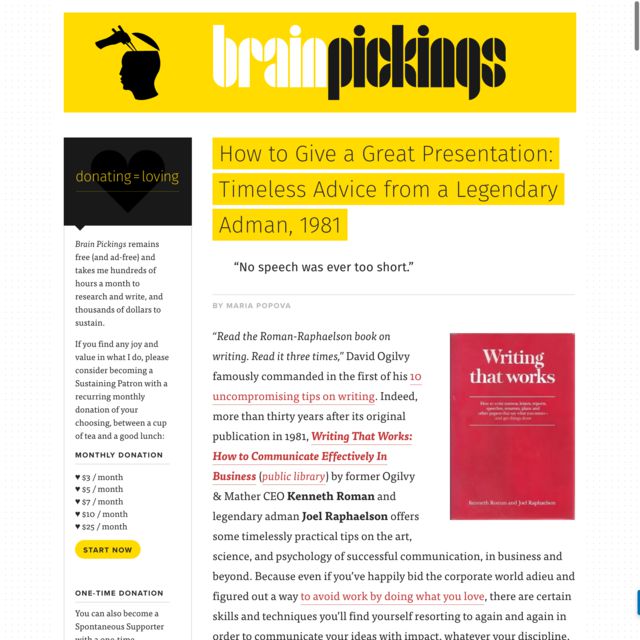 brainpickings
donating = loving
Brain Pickings remains
free (and ad-free) and
takes me hundreds of
hours a month to
research and write, and
thousands of dollars to
sustain.
If you find any joy and
value in what I do, please
consider becoming a
Sustaining Patron with a
recurring monthly
donation of your
choosing, between a cup
of tea and a good lunch:
MONTHLY DONATION
♥ $3 / month
♥ $5 / month
♥ $7 / month
♥ $10 / month
♥ $25 / month
START NOW
ONE-TIME DONATION
You can also become a
Spontaneous Supporter
with a one-time
How to Give a Great Presentation:
Timeless Advice from a Legendary
Adman, 1981
“No speech was ever too short.”
BY MARIA POPOVA
“Read the Roman-Raphaelson book on
writing. Read it three times,” David Ogilvy
famously commanded in the first of his 10
uncompromising tips on writing. Indeed,
more than thirty years after its original
publication in 1981, Writing That Works:
How to Communicate Effectively In
Business (public library) by former Ogilvy
& Mather CEO Kenneth Roman and
legendary adman Joel Raphaelson offers
some timelessly practical tips on the art,
science, and psychology of successful communication, in business and
beyond. Because even if you’ve happily bid the corporate world adieu and
figured out a way to avoid work by doing what you love, there are certain
skills and techniques you’ll find yourself resorting to again and again in
order to communicate your ideas with impact, whatever your discipline.
Writing
that works
Kenneth Roman and Joel Raphaelson